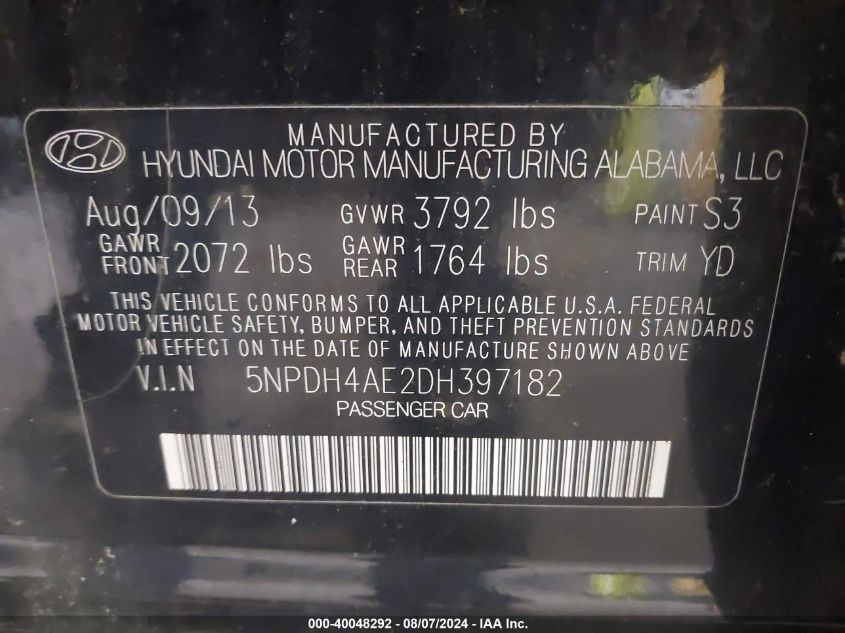 MANUFACTURED BY
HYUNDAI MOTOR MANUFACTURING ALABAMA, LLC
Aug/09/13 GVWR 3792 lbs PAINT S3
GAWR FRONT 2072 lbs GAWR REAR 1764 lbs TRIM YD
THIS VEHICLE CONFORMS TO ALL APPLICABLE U.S.A. FEDERAL
MOTOR VEHICLE SAFETY, BUMPER, AND THEFT PREVENTION STANDARDS
IN EFFECT ON THE DATE OF MANUFACTURE SHOWN ABOVE
V.I.N 5NPDH4AE2DH397182
PASSENGER CAR
000-40048292 - 08/07/2024 - IAA Inc.